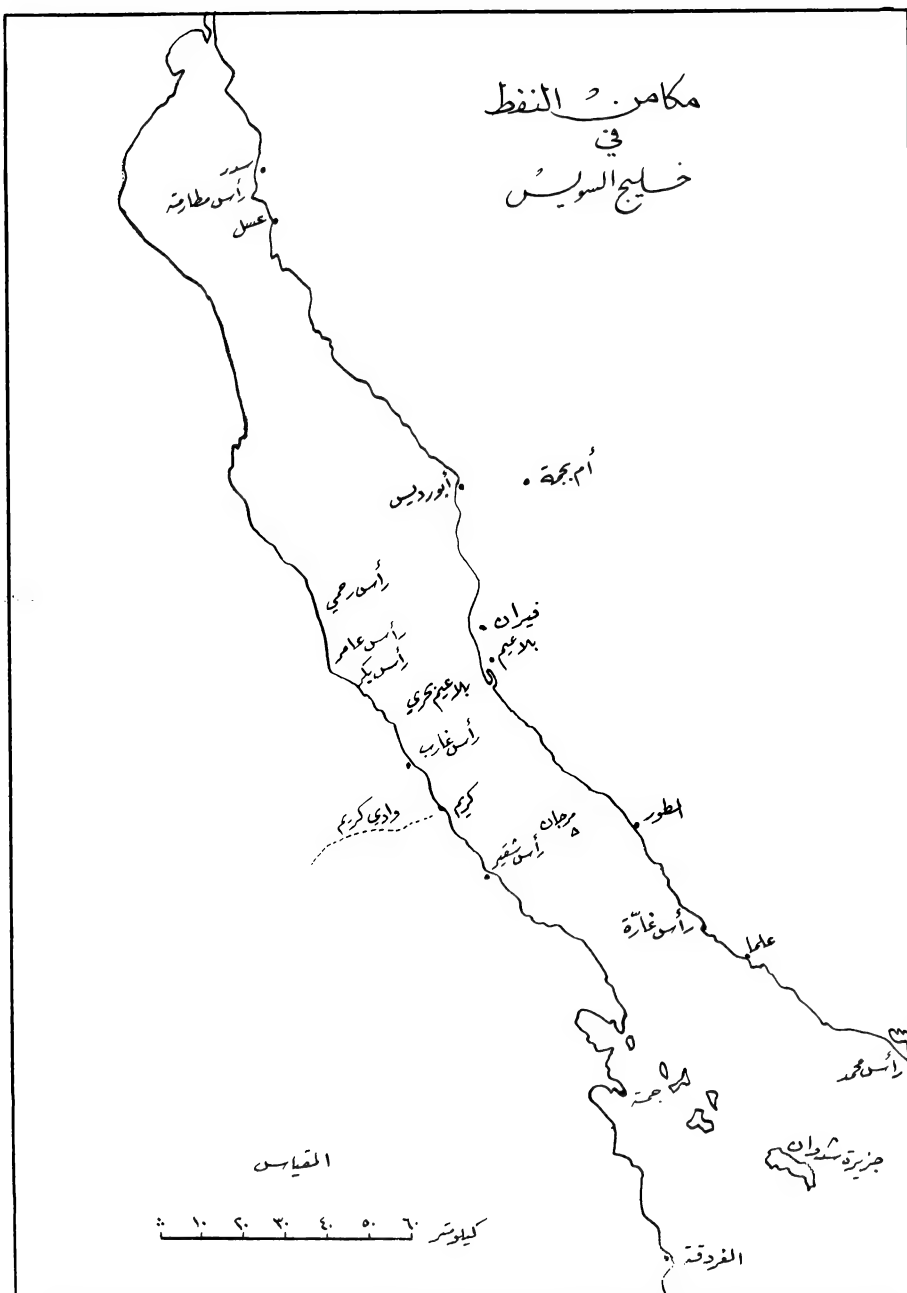 مكامن النفط
في
خليج السويس
سدر
رأس مطارمة
عسل
أبورديس
أم بجمة
رأس رحمي
فيران
رأس عامر
بلاعيم
رأس بكر
بلاعيم بحري
رأس غارب
كريم
وادي كريم
مرجان
الطور
رأس شقير
رأس غارّة
علما
رأس محمد
جمسة
جزيرة شدوان
المقياس
٠ ١٠ ٢٠ ٣٠ ٤٠ ٥٠ ٦٠ كيلومتر
الغردقة